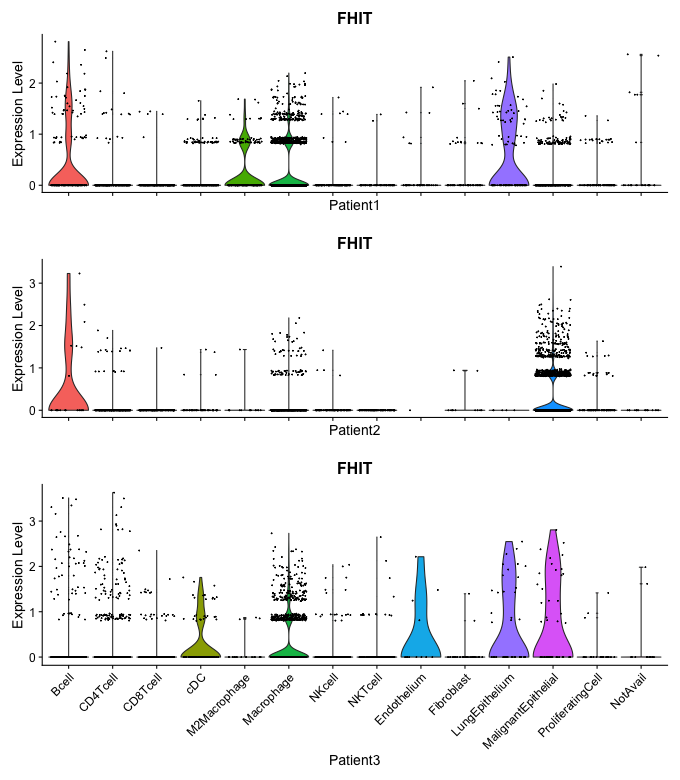 FHIT
Expression Level
2
1
0
Patient1
FHIT
Expression Level
3
2
1
0
Patient2
FHIT
Expression Level
3
2
1
0
Bcell
CD4Tcell
CD8Tcell
cDC
M2Macrophage
Macrophage
NKcell
NKTcell
Endothelium
Fibroblast
LungEpithelium
MalignantEpithelial
ProliferatingCell
NotAvail
Patient3